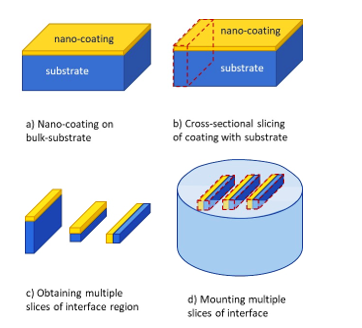 nano-coating
substrate
a) Nano-coating on
bulk-substrate
nano-coating
substrate
b) Cross-sectional slicing
of coating with substrate
c) Obtaining multiple
slices of interface region
d) Mounting multiple
slices of interface